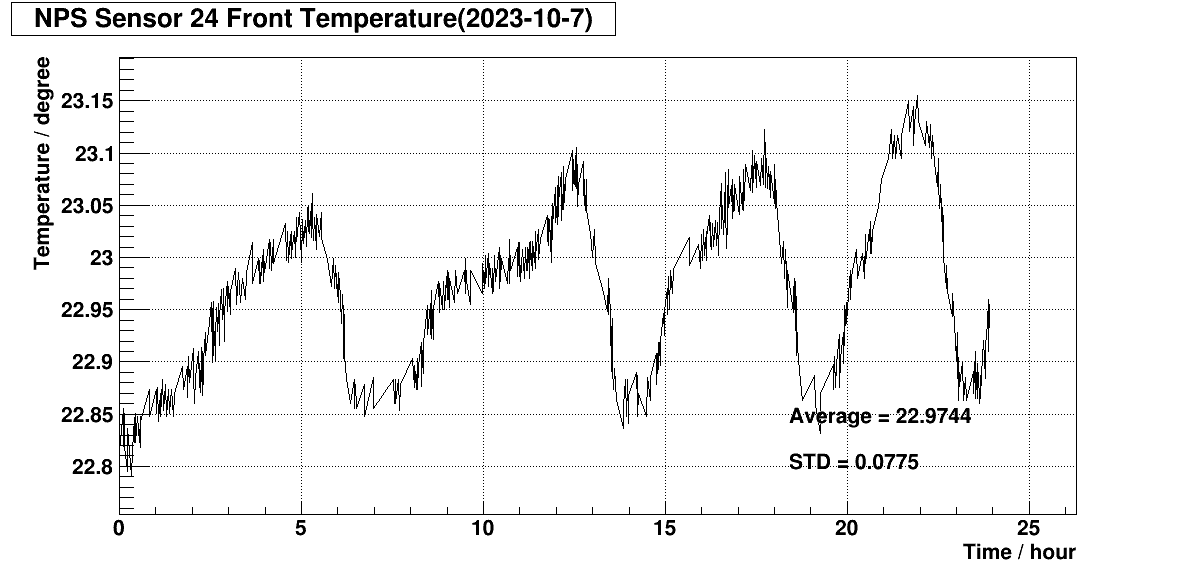 NPS Sensor 24 Front Temperature(2023-10-7)
Temperature / degree
23.15
23.1
23.05
23
22.95
22.9
22.85
22.8
Average = 22.9744
STD = 0.0775
0 5 10 15 20 25
Time / hour